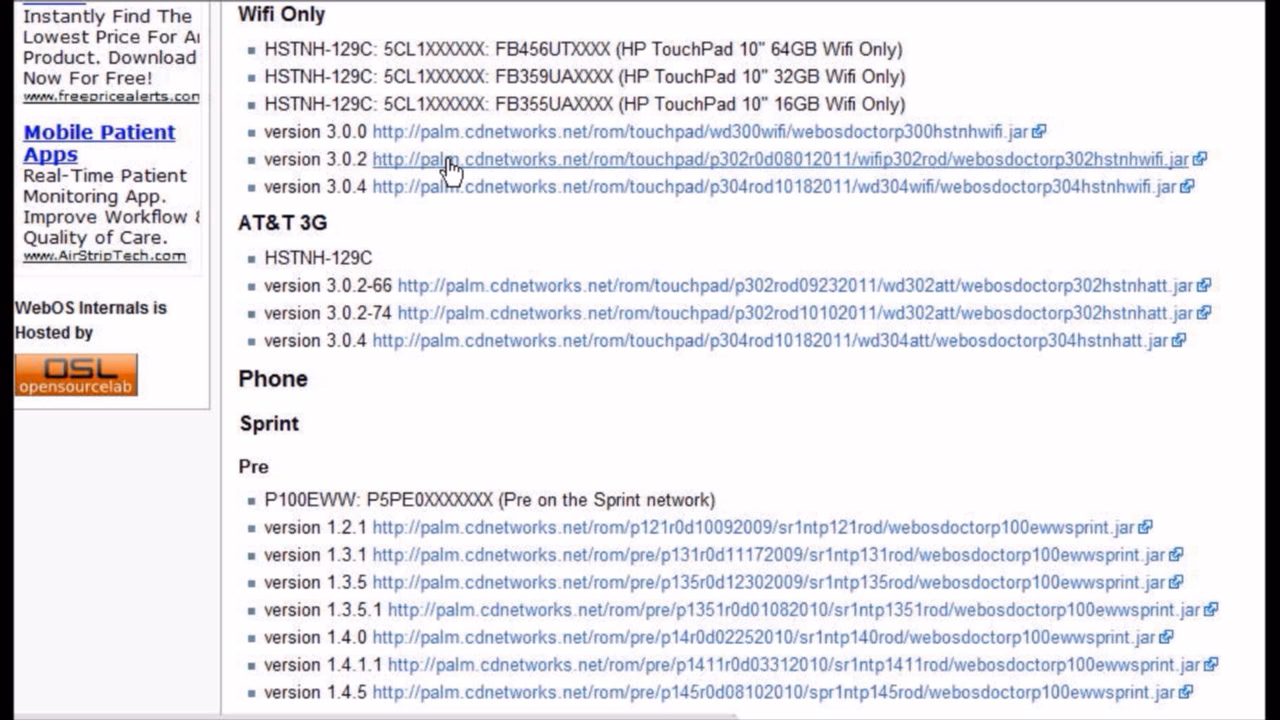 Instantly Find The
Lowest Price For
Product. Download
Now For Free!
www.freepricealerts.com
Mobile Patient
Apps
Real-Time Patient
Monitoring App.
Improve Workflow &
Quality of Care.
www.AirStripTech.com
WebOS Internals is
Hosted by
OSL
opensourcelab
Wifi Only
HSTNH-129C: 5CL1XXXXXX: FB456UTXXXX (HP TouchPad 10" 64GB Wifi Only)
HSTNH-129C: 5CL1XXXXXX: FB359UAXXXX (HP TouchPad 10" 32GB Wifi Only)
HSTNH-129C: 5CL1XXXXXX: FB355UAXXXX (HP TouchPad 10" 16GB Wifi Only)
version 3.0.0 http://palm.cdnetworks.net/rom/touchpad/wd300wifi/webosdoctorp300hstnhwifi.jar
version 3.0.2 http://palm.cdnetworks.net/rom/touchpad/p302r0d08012011/wifip302rod/webosdoctorp302hstnhwifi.jar
version 3.0.4 http://palm.cdnetworks.net/rom/touchpad/p304rod10182011/wd304wifi/webosdoctorp304hstnhwifi.jar
AT&T 3G
HSTNH-129C
version 3.0.2-66 http://palm.cdnetworks.net/rom/touchpad/p302rod09232011/wd302att/webosdoctorp302hstnhatt.jar
version 3.0.2-74 http://palm.cdnetworks.net/rom/touchpad/p302rod10102011/wd302att/webosdoctorp302hstnhatt.jar
version 3.0.4 http://palm.cdnetworks.net/rom/touchpad/p304rod10182011/wd304att/webosdoctorp304hstnhatt.jar
Phone
Sprint
Pre
P100EWW: P5PE0XXXXXXX (Pre on the Sprint network)
version 1.2.1 http://palm.cdnetworks.net/rom/p121r0d10092009/sr1ntp121rod/webosdoctorp100ewwsprint.jar
version 1.3.1 http://palm.cdnetworks.net/rom/pre/p131r0d11172009/sr1ntp131rod/webosdoctorp100ewwsprint.jar
version 1.3.5 http://palm.cdnetworks.net/rom/pre/p135r0d12302009/sr1ntp135rod/webosdoctorp100ewwsprint.jar
version 1.3.5.1 http://palm.cdnetworks.net/rom/pre/p1351r0d01082010/sr1ntp1351rod/webosdoctorp100ewwsprint.jar
version 1.4.0 http://palm.cdnetworks.net/rom/pre/p14r0d02252010/sr1ntp140rod/webosdoctorp100ewwsprint.jar
version 1.4.1.1 http://palm.cdnetworks.net/rom/pre/p1411r0d03312010/sr1ntp1411rod/webosdoctorp100ewwsprint.jar
version 1.4.5 http://palm.cdnetworks.net/rom/pre/p145r0d08102010/spr1ntp145rod/webosdoctorp100ewwsprint.jar